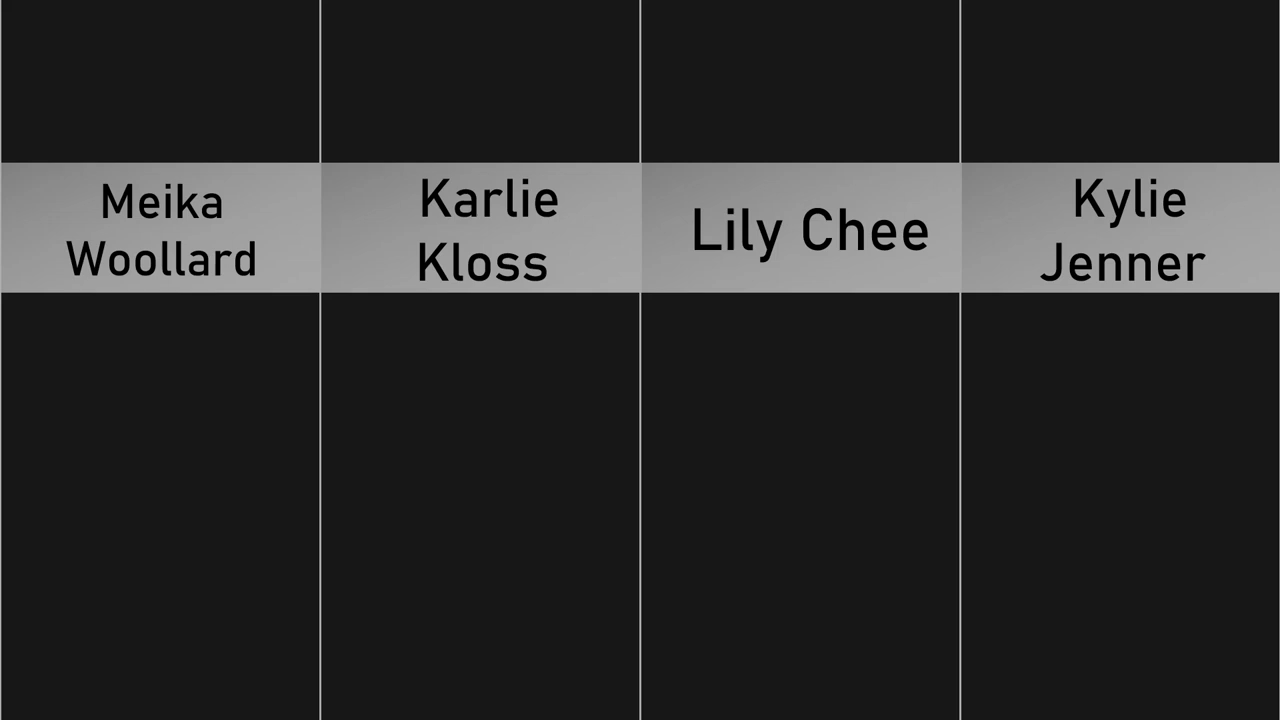 Meika
Woollard
Karlie
Kloss
Lily Chee
Kylie
Jenner